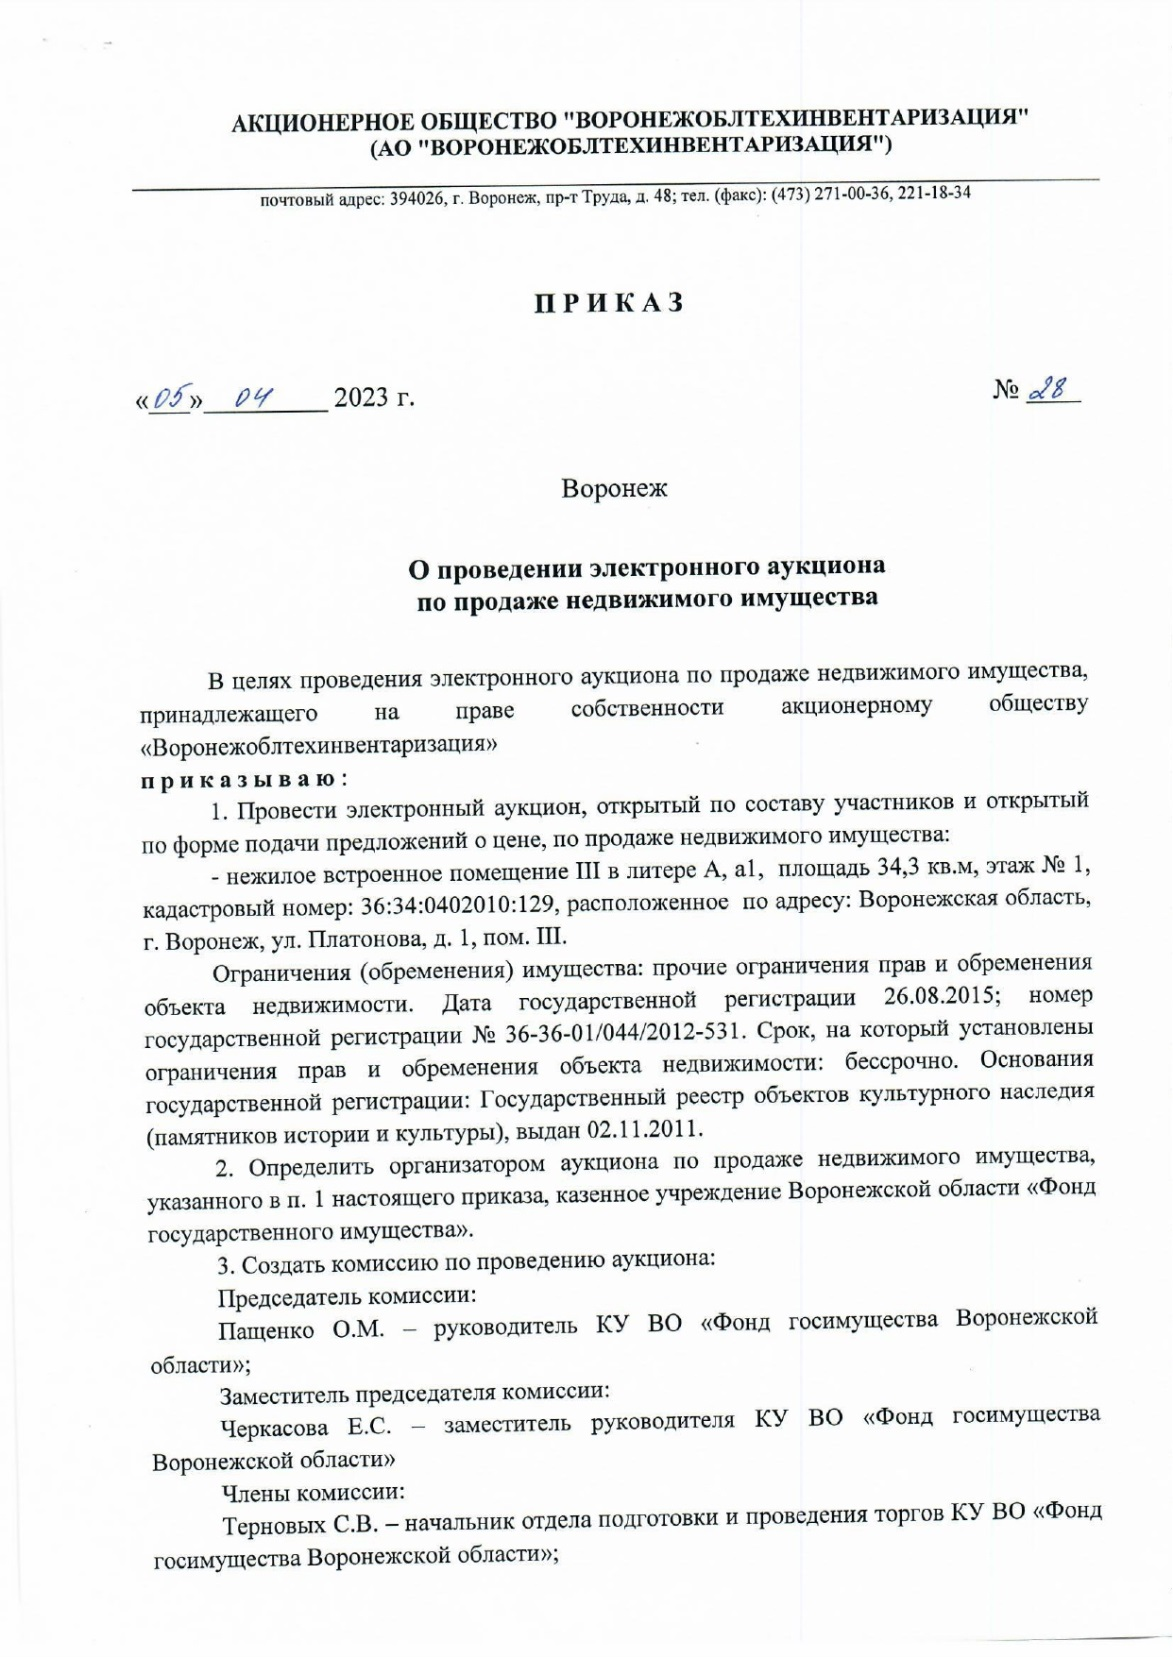 АКЦИОНЕРНОЕ ОБЩЕСТВО "ВОРОНЕЖОБЛТЕХИНВЕНТАРИЗАЦИЯ"
(АО "ВОРОНЕЖОБЛТЕХИНВЕНТАРИЗАЦИЯ")
почтовый адрес: 394026, г. Воронеж, пр-т Труда, д. 48; тел. (факс): (473) 271-00-36, 221-18-34
П Р И К А З
«05» 04 2023 г. № 28
Воронеж
О проведении электронного аукциона
по продаже недвижимого имущества
В целях проведения электронного аукциона по продаже недвижимого имущества,
принадлежащего на праве собственности акционерному обществу
«Воронежоблтехинвентаризация»
п р и к а з ы в а ю :
1. Провести электронный аукцион, открытый по составу участников и открытый
по форме подачи предложений о цене, по продаже недвижимого имущества:
- нежилое встроенное помещение III в литере А, а1, площадь 34,3 кв.м, этаж № 1,
кадастровый номер: 36:34:0402010:129, расположенное по адресу: Воронежская область,
г. Воронеж, ул. Платонова, д. 1, пом. III.
Ограничения (обременения) имущества: прочие ограничения прав и обременения
объекта недвижимости. Дата государственной регистрации 26.08.2015; номер
государственной регистрации № 36-36-01/044/2012-531. Срок, на который установлены
ограничения прав и обременения объекта недвижимости: бессрочно. Основания
государственной регистрации: Государственный реестр объектов культурного наследия
(памятников истории и культуры), выдан 02.11.2011.
2. Определить организатором аукциона по продаже недвижимого имущества,
указанного в п. 1 настоящего приказа, казенное учреждение Воронежской области «Фонд
государственного имущества».
3. Создать комиссию по проведению аукциона:
Председатель комиссии:
Пащенко О.М. – руководитель КУ ВО «Фонд госимущества Воронежской
области»;
Заместитель председателя комиссии:
Черкасова Е.С. – заместитель руководителя КУ ВО «Фонд госимущества
Воронежской области»
Члены комиссии:
Терновых С.В. – начальник отдела подготовки и проведения торгов КУ ВО «Фонд
госимущества Воронежской области»;